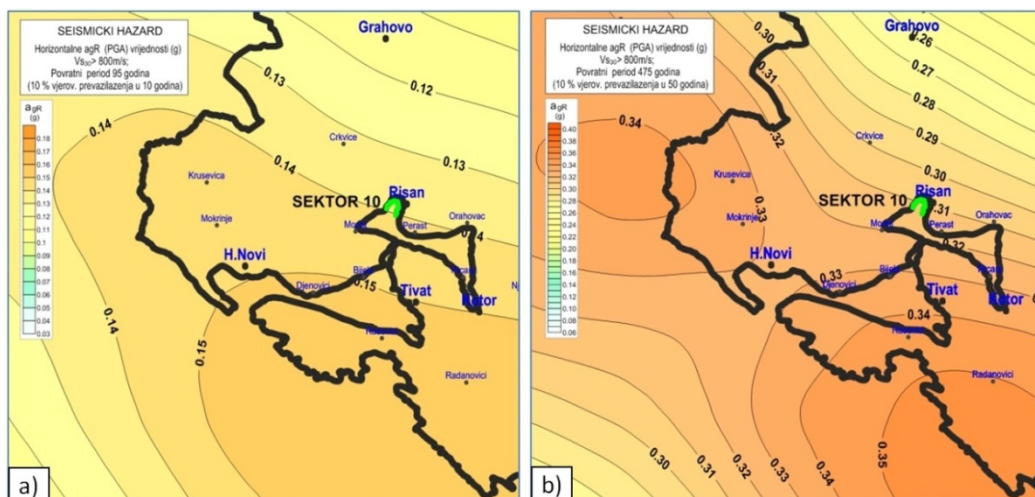 SEISMICKI HAZARD
Horizontalne agR (PGA) vrijednosti (g)
Vs30> 800m/s;
Povratni period 95 godina
(10 % vjerov. prevazilazenja u 10 godina)
agR
(g)
0.18
0.17
0.16
0.15
0.14
0.13
0.12
0.11
0.1
0.09
0.08
0.07
0.06
0.05
0.04
0.03
Grahovo
0.13
0.12
0.14
Crkvice
0.14
0.13
Krusevica
Risan
SEKTOR 10
Mokrinje
Perast
Orahovac
H.Novi
Djenovici
0.15
Tivat
Kotor
0.14
0.15
Radanovici
a)
SEISMICKI HAZARD
Horizontalne agR (PGA) vrijednosti (g)
Vs30> 800m/s;
Povratni period 475 godina
(10 % vjerov. prevazilazenja u 50 godina)
agR
(g)
0.41
0.40
0.38
0.36
0.34
0.32
0.30
0.28
0.26
0.24
0.22
0.20
0.18
0.16
0.14
0.12
0.10
0.08
0.06
0.30
Grahovo
0.26
0.31
0.27
0.28
0.32
Crkvice
0.29
0.34
0.30
Krusevica
Risan
SEKTOR 10
0.31
Mokrinje
0.33
Perast
Orahovac
0.32
H.Novi
0.33
Djenovici
Tivat
Kotor
0.34
Radanovici
0.35
0.30
0.31
0.32
0.33
0.34
b)